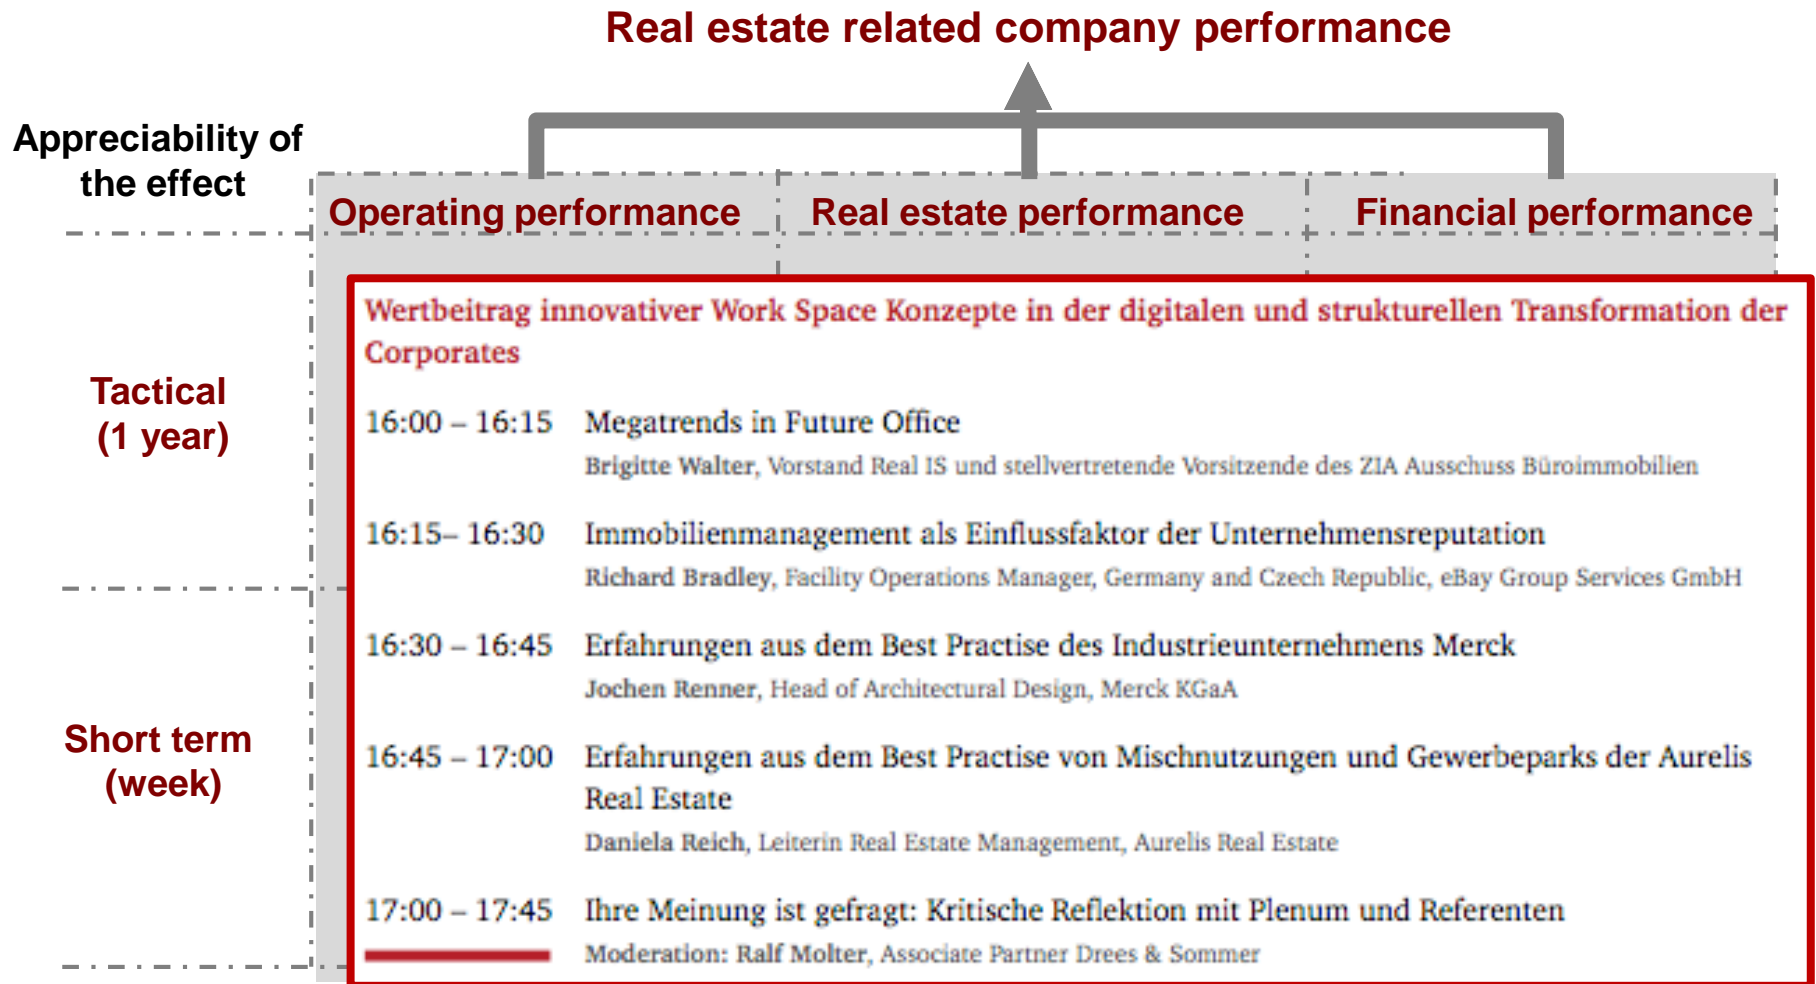 Real estate related company performance
Appreciability of
the effect
Operating performance
Real estate performance
Financial performance
Tactical
(1 year)
Short term
(week)
Wertbeitrag innovativer Work Space Konzepte in der digitalen und strukturellen Transformation der
Corporates
16:00 – 16:15 Megatrends in Future Office
Brigitte Walter, Vorstand Real IS und stellvertretende Vorsitzende des ZIA Ausschuss Büroimmobilien
16:15– 16:30 Immobilienmanagement als Einflussfaktor der Unternehmensreputation
Richard Bradley, Facility Operations Manager, Germany and Czech Republic, eBay Group Services GmbH
16:30 – 16:45 Erfahrungen aus dem Best Practise des Industrieunternehmens Merck
Jochen Renner, Head of Architectural Design, Merck KGaA
16:45 – 17:00 Erfahrungen aus dem Best Practise von Mischnutzungen und Gewerbeparks der Aurelis
Real Estate
Daniela Reich, Leiterin Real Estate Management, Aurelis Real Estate
17:00 – 17:45 Ihre Meinung ist gefragt: Kritische Reflektion mit Plenum und Referenten
Moderation: Ralf Molter, Associate Partner Drees & Sommer